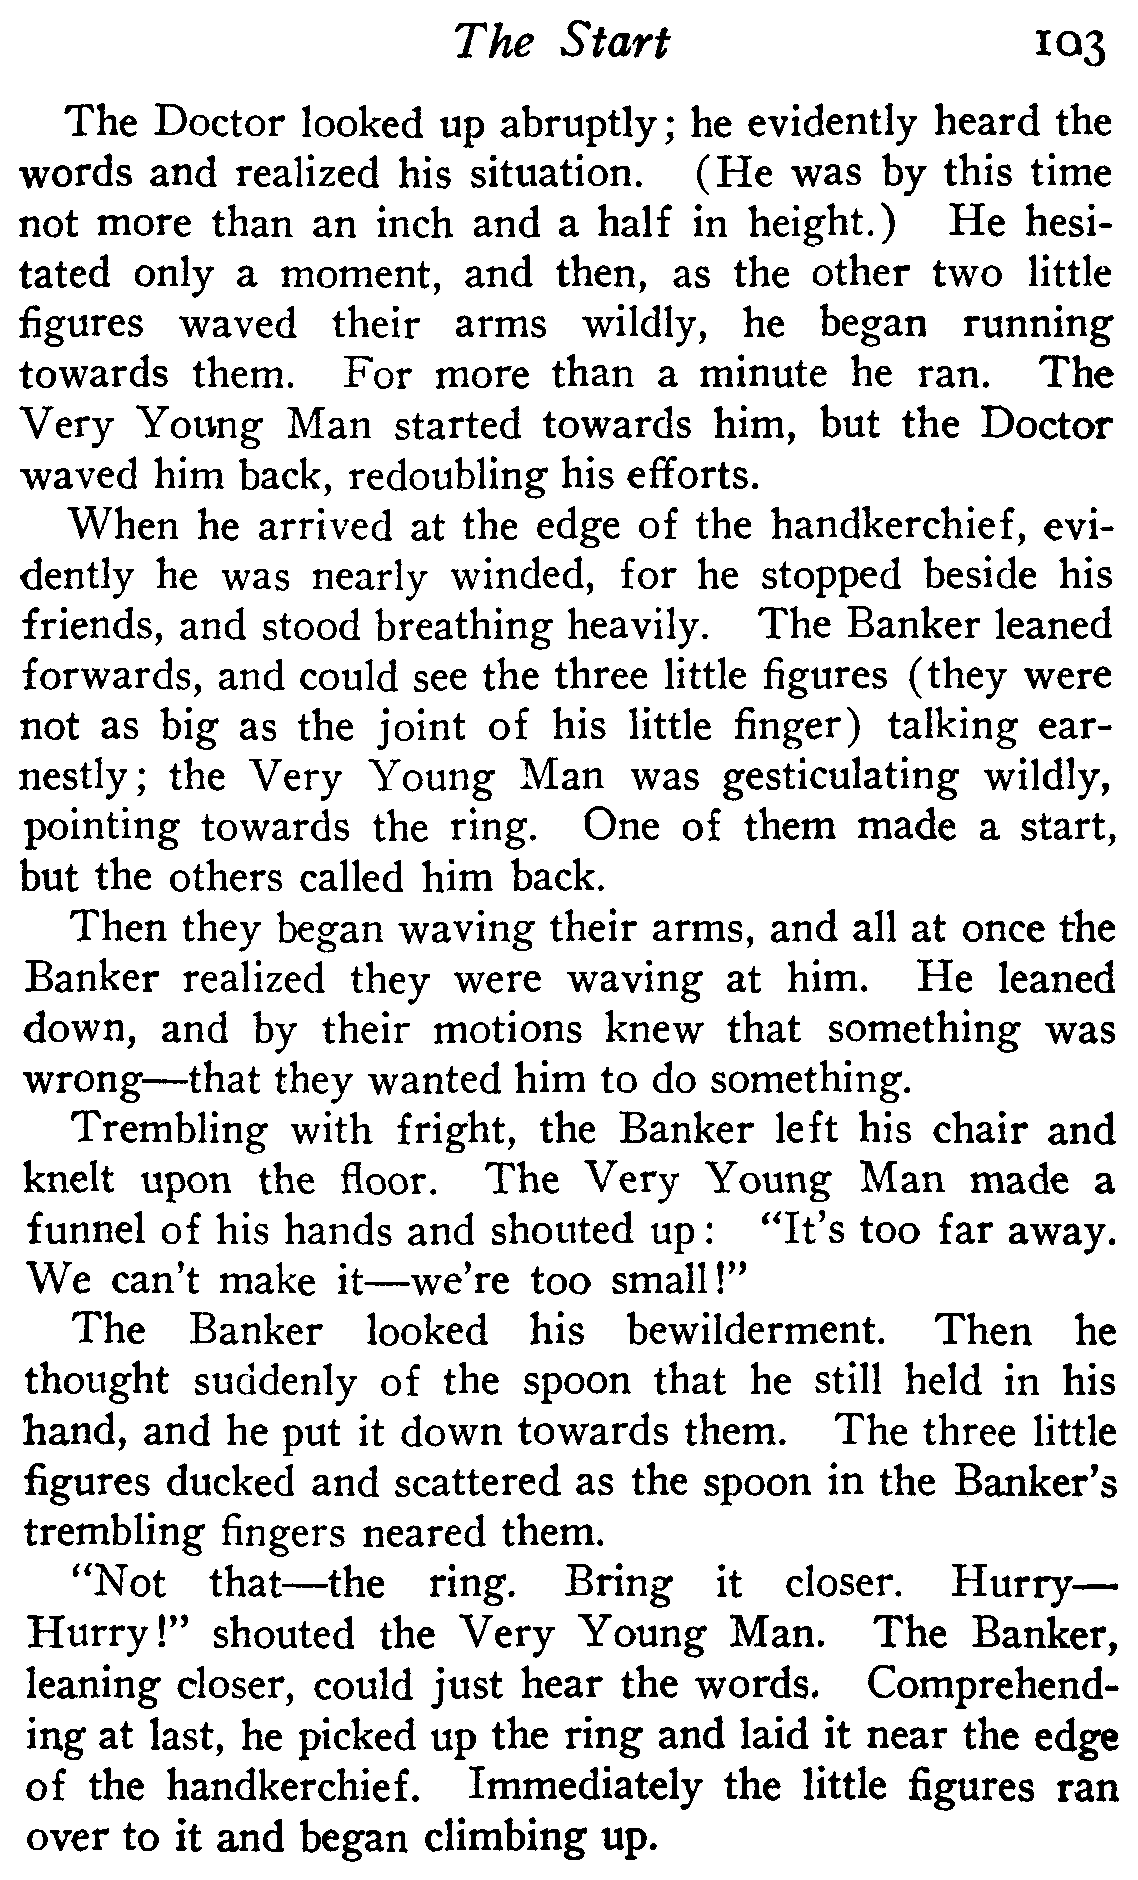 The Start 103
The Doctor looked up abruptly; he evidently heard the
words and realized his situation. (He was by this time
not more than an inch and a half in height.) He hesi-
tated only a moment, and then, as the other two little
figures waved their arms wildly, he began running
towards them. For more than a minute he ran. The
Very Young Man started towards him, but the Doctor
waved him back, redoubling his efforts.
When he arrived at the edge of the handkerchief, evi-
dently he was nearly winded, for he stopped beside his
friends, and stood breathing heavily. The Banker leaned
forwards, and could see the three little figures (they were
not as big as the joint of his little finger) talking ear-
nestly; the Very Young Man was gesticulating wildly,
pointing towards the ring. One of them made a start,
but the others called him back.
Then they began waving their arms, and all at once the
Banker realized they were waving at him. He leaned
down, and by their motions knew that something was
wrong—that they wanted him to do something.
Trembling with fright, the Banker left his chair and
knelt upon the floor. The Very Young Man made a
funnel of his hands and shouted up: "It's too far away.
We can't make it—we're too small!"
The Banker looked his bewilderment. Then he
thought suddenly of the spoon that he still held in his
hand, and he put it down towards them. The three little
figures ducked and scattered as the spoon in the Banker's
trembling fingers neared them.
"Not that—the ring. Bring it closer. Hurry—
Hurry!" shouted the Very Young Man. The Banker,
leaning closer, could just hear the words. Comprehend-
ing at last, he picked up the ring and laid it near the edge
of the handkerchief. Immediately the little figures ran
over to it and began climbing up.